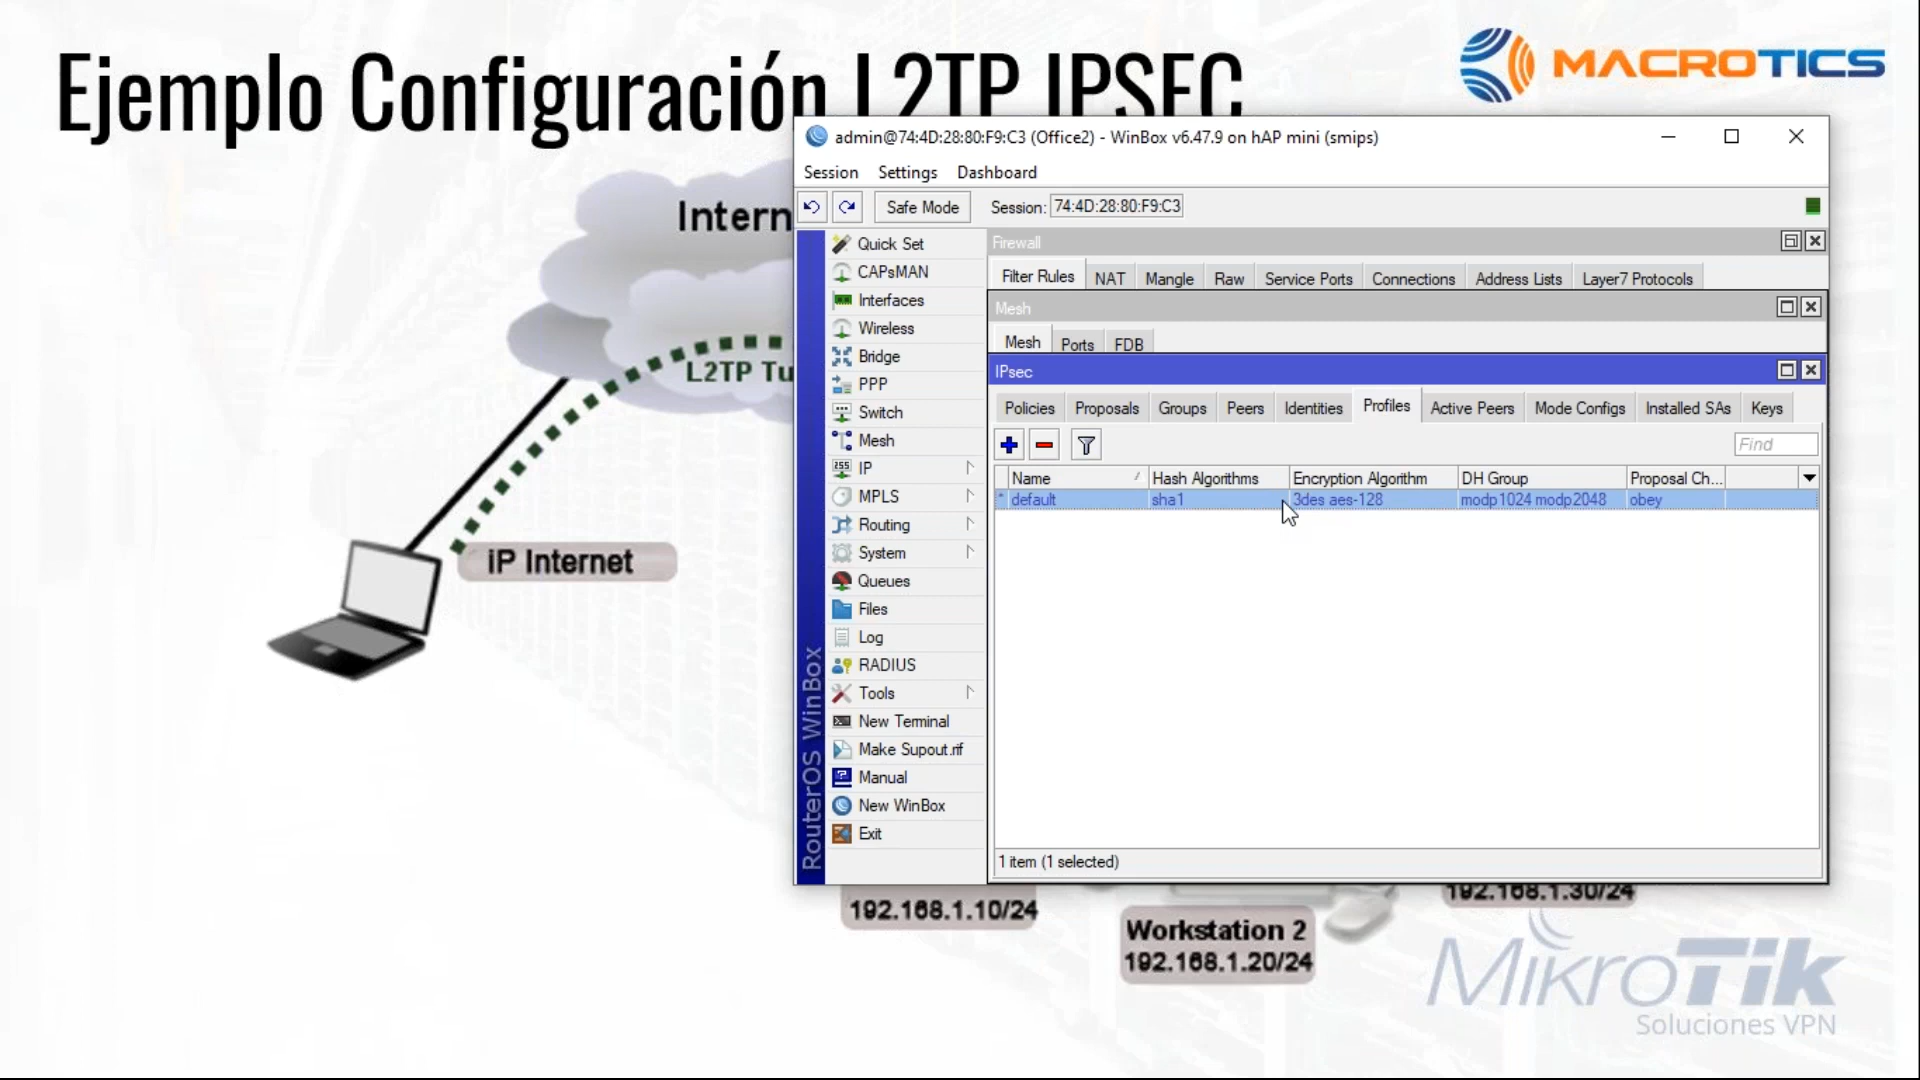 Ejemplo Configuración L2TP IPSEC
MACROTICS
admin@74:4D:28:80:F9:C3 (Office2) - WinBox v6.47.9 on hAP mini (smips)
Session Settings Dashboard
Safe Mode Session: 74:4D:28:80:F9:C3
Intern
L2TP Tu
iP Internet
RouterOS WinBox
Quick Set
CAPsMAN
Interfaces
Wireless
Bridge
PPP
Switch
Mesh
IP
MPLS
Routing
System
Queues
Files
Log
RADIUS
Tools
New Terminal
Make Supout.rif
Manual
New WinBox
Exit
Firewall
Filter Rules NAT Mangle Raw Service Ports Connections Address Lists Layer7 Protocols
Mesh
Mesh Ports FDB
IPsec
Policies Proposals Groups Peers Identities Profiles Active Peers Mode Configs Installed SAs Keys
Find
Name Hash Algorithms Encryption Algorithm DH Group Proposal Ch...
* default sha1 3des aes-128 modp1024 modp2048 obey
1 item (1 selected)
192.168.1.10/24
Workstation 2
192.168.1.20/24
192.168.1.30/24
MikroTik
Soluciones VPN